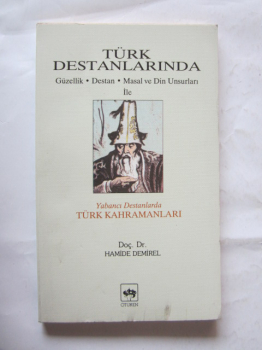 TÜRK
DESTANLARINDA
Güzellik • Destan • Masal ve Din Unsurları
İle
Yabancı Destanlarda
TÜRK KAHRAMANLARI
Doç. Dr.
HAMİDE DEMİREL
ÖTÜKEN